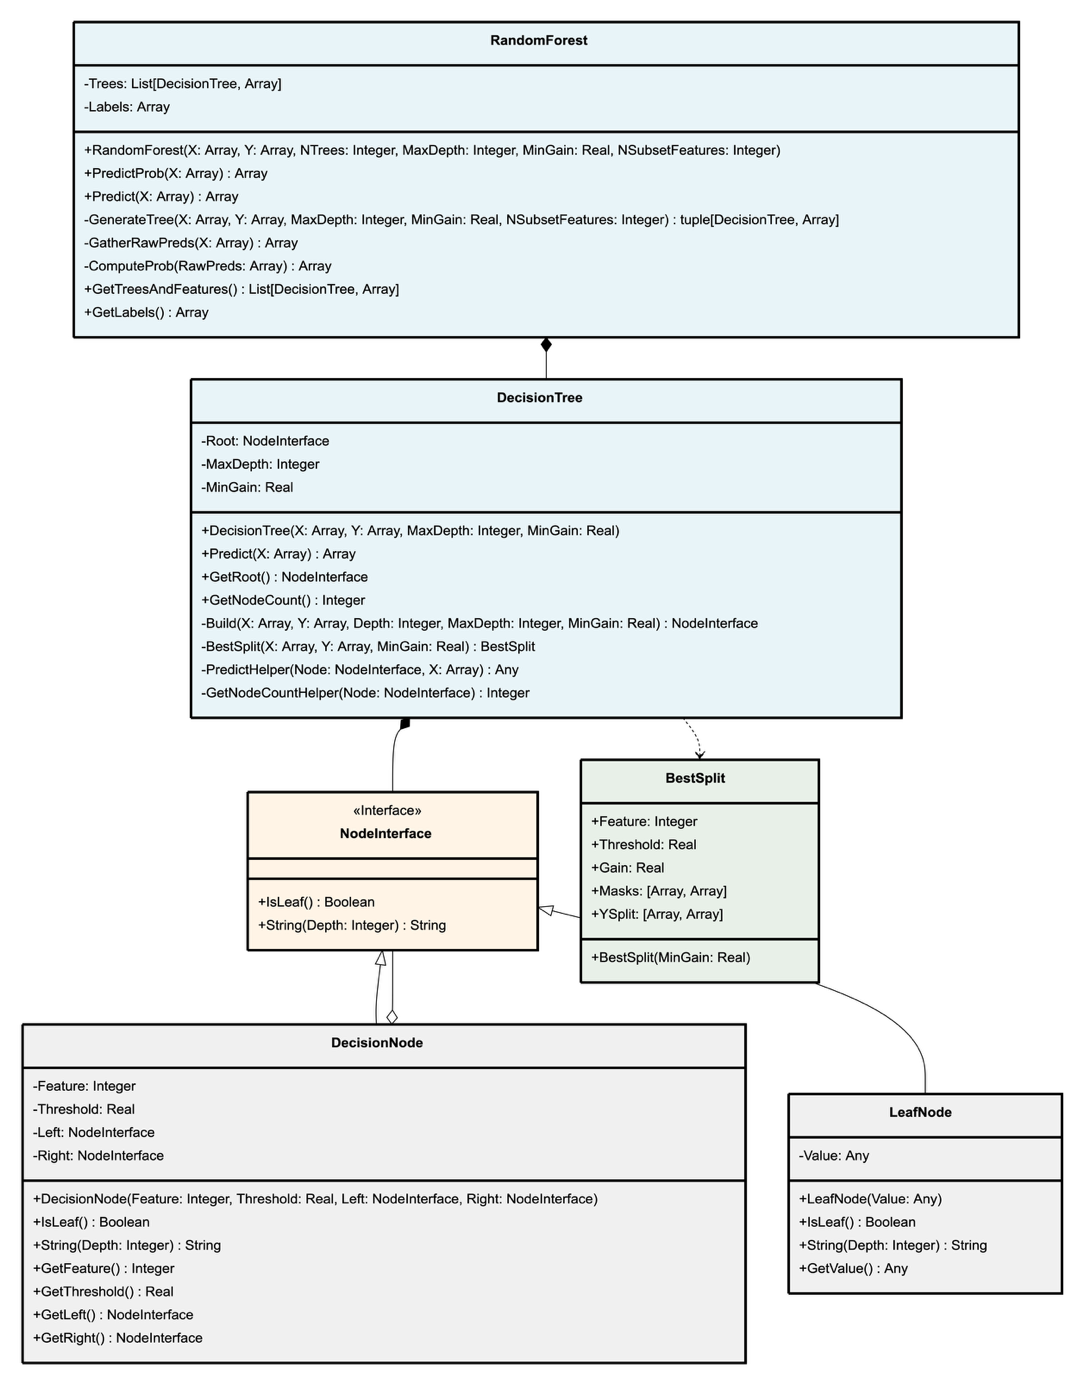 RandomForest
-Trees: List[DecisionTree, Array]
-Labels: Array
+RandomForest(X: Array, Y: Array, NTrees: Integer, MaxDepth: Integer, MinGain: Real, NSubsetFeatures: Integer)
+PredictProb(X: Array) : Array
+Predict(X: Array) : Array
-GenerateTree(X: Array, Y: Array, MaxDepth: Integer, MinGain: Real, NSubsetFeatures: Integer) : tuple[DecisionTree, Array]
-GatherRawPreds(X: Array) : Array
-ComputeProb(RawPreds: Array) : Array
+GetTreesAndFeatures() : List[DecisionTree, Array]
+GetLabels() : Array
DecisionTree
-Root: NodeInterface
-MaxDepth: Integer
-MinGain: Real
+DecisionTree(X: Array, Y: Array, MaxDepth: Integer, MinGain: Real)
+Predict(X: Array) : Array
+GetRoot() : NodeInterface
+GetNodeCount() : Integer
-Build(X: Array, Y: Array, Depth: Integer, MaxDepth: Integer, MinGain: Real) : NodeInterface
-BestSplit(X: Array, Y: Array, MinGain: Real) : BestSplit
-PredictHelper(Node: NodeInterface, X: Array) : Any
-GetNodeCountHelper(Node: NodeInterface) : Integer
«Interface»
NodeInterface
+IsLeaf() : Boolean
+String(Depth: Integer) : String
BestSplit
+Feature: Integer
+Threshold: Real
+Gain: Real
+Masks: [Array, Array]
+YSplit: [Array, Array]
+BestSplit(MinGain: Real)
DecisionNode
-Feature: Integer
-Threshold: Real
-Left: NodeInterface
-Right: NodeInterface
+DecisionNode(Feature: Integer, Threshold: Real, Left: NodeInterface, Right: NodeInterface)
+IsLeaf() : Boolean
+String(Depth: Integer) : String
+GetFeature() : Integer
+GetThreshold() : Real
+GetLeft() : NodeInterface
+GetRight() : NodeInterface
LeafNode
-Value: Any
+LeafNode(Value: Any)
+IsLeaf() : Boolean
+String(Depth: Integer) : String
+GetValue() : Any